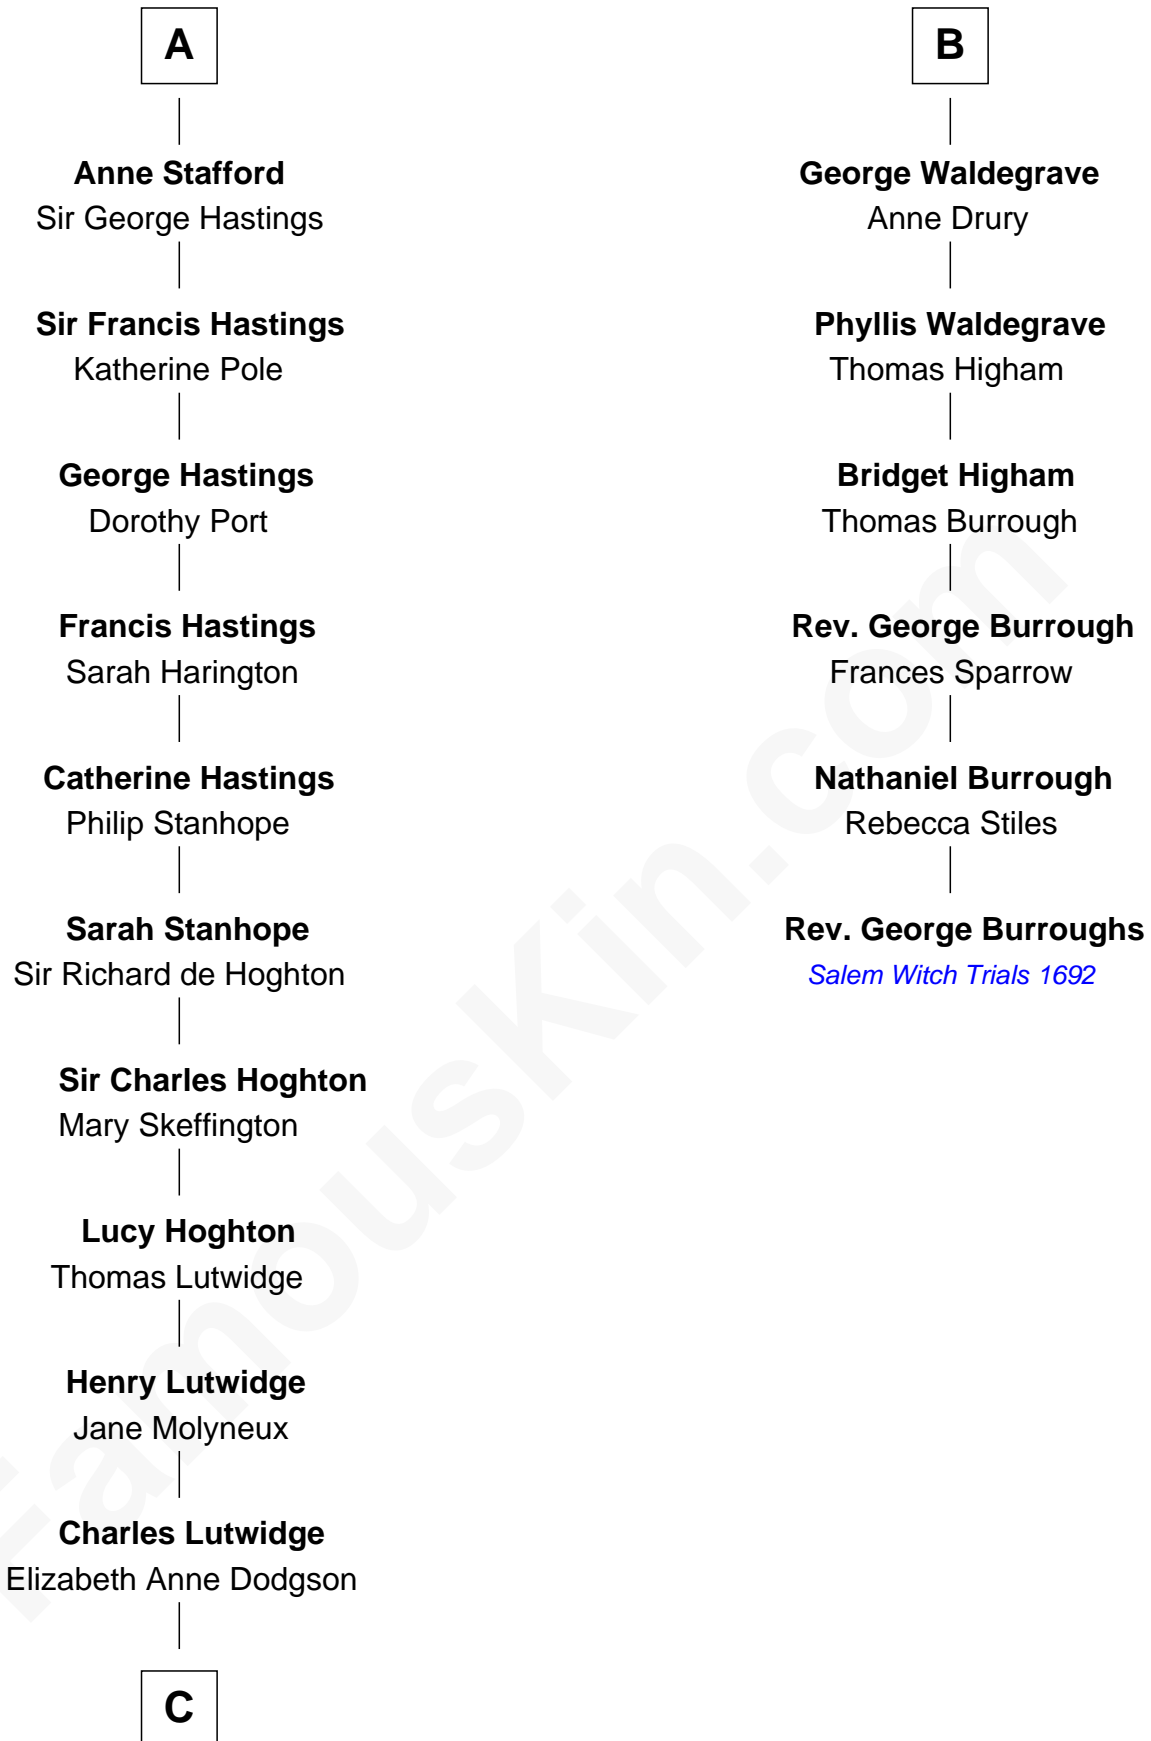 A
Anne Stafford
Sir George Hastings
Sir Francis Hastings
Katherine Pole
George Hastings
Dorothy Port
Francis Hastings
Sarah Harington
Catherine Hastings
Philip Stanhope
Sarah Stanhope
Sir Richard de Hoghton
Sir Charles Hoghton
Mary Skeffington
Lucy Hoghton
Thomas Lutwidge
Henry Lutwidge
Jane Molyneux
Charles Lutwidge
Elizabeth Anne Dodgson
C
B
George Waldegrave
Anne Drury
Phyllis Waldegrave
Thomas Higham
Bridget Higham
Thomas Burrough
Rev. George Burrough
Frances Sparrow
Nathaniel Burrough
Rebecca Stiles
Rev. George Burroughs
Salem Witch Trials 1692
FamousKin.com